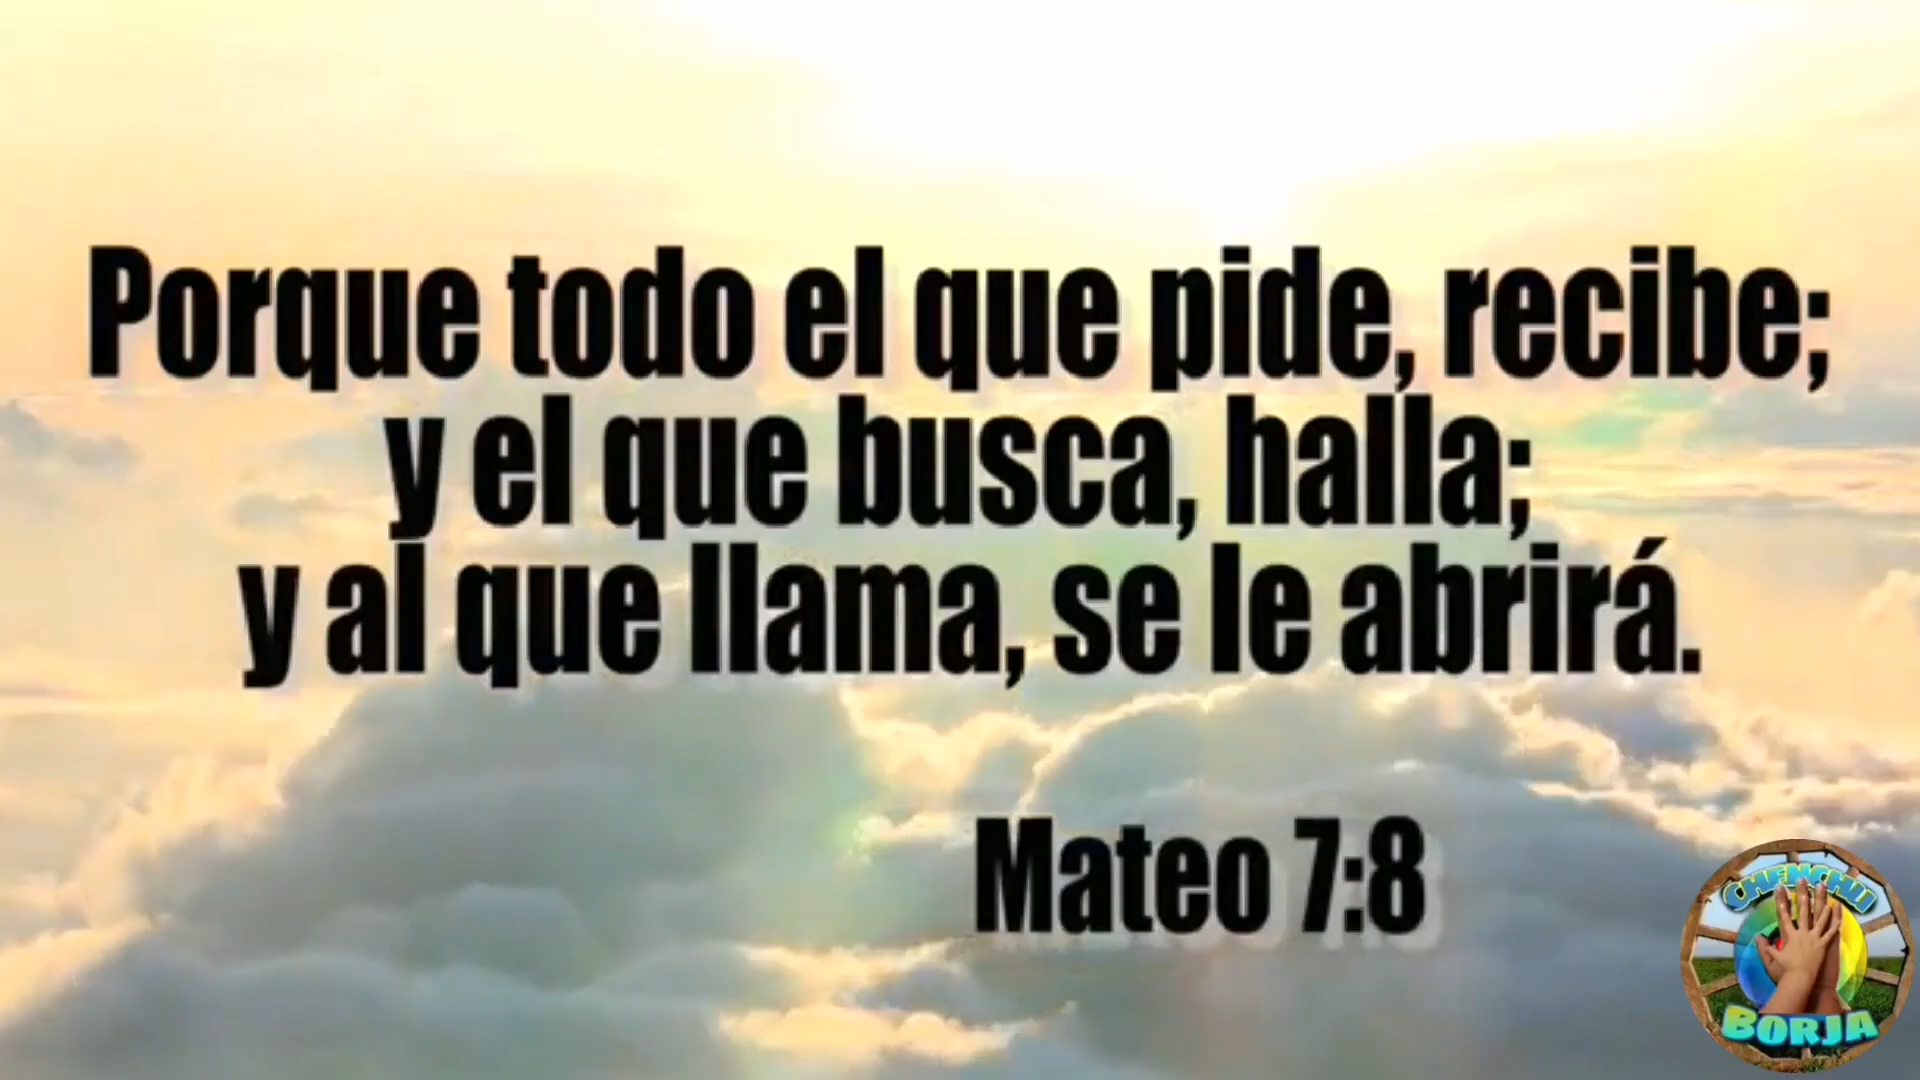 Porque todo el que pide, recibe;
y el que busca, halla;
y al que llama, se le abrirá.
Mateo 7:8
CHENCHU
BORJA